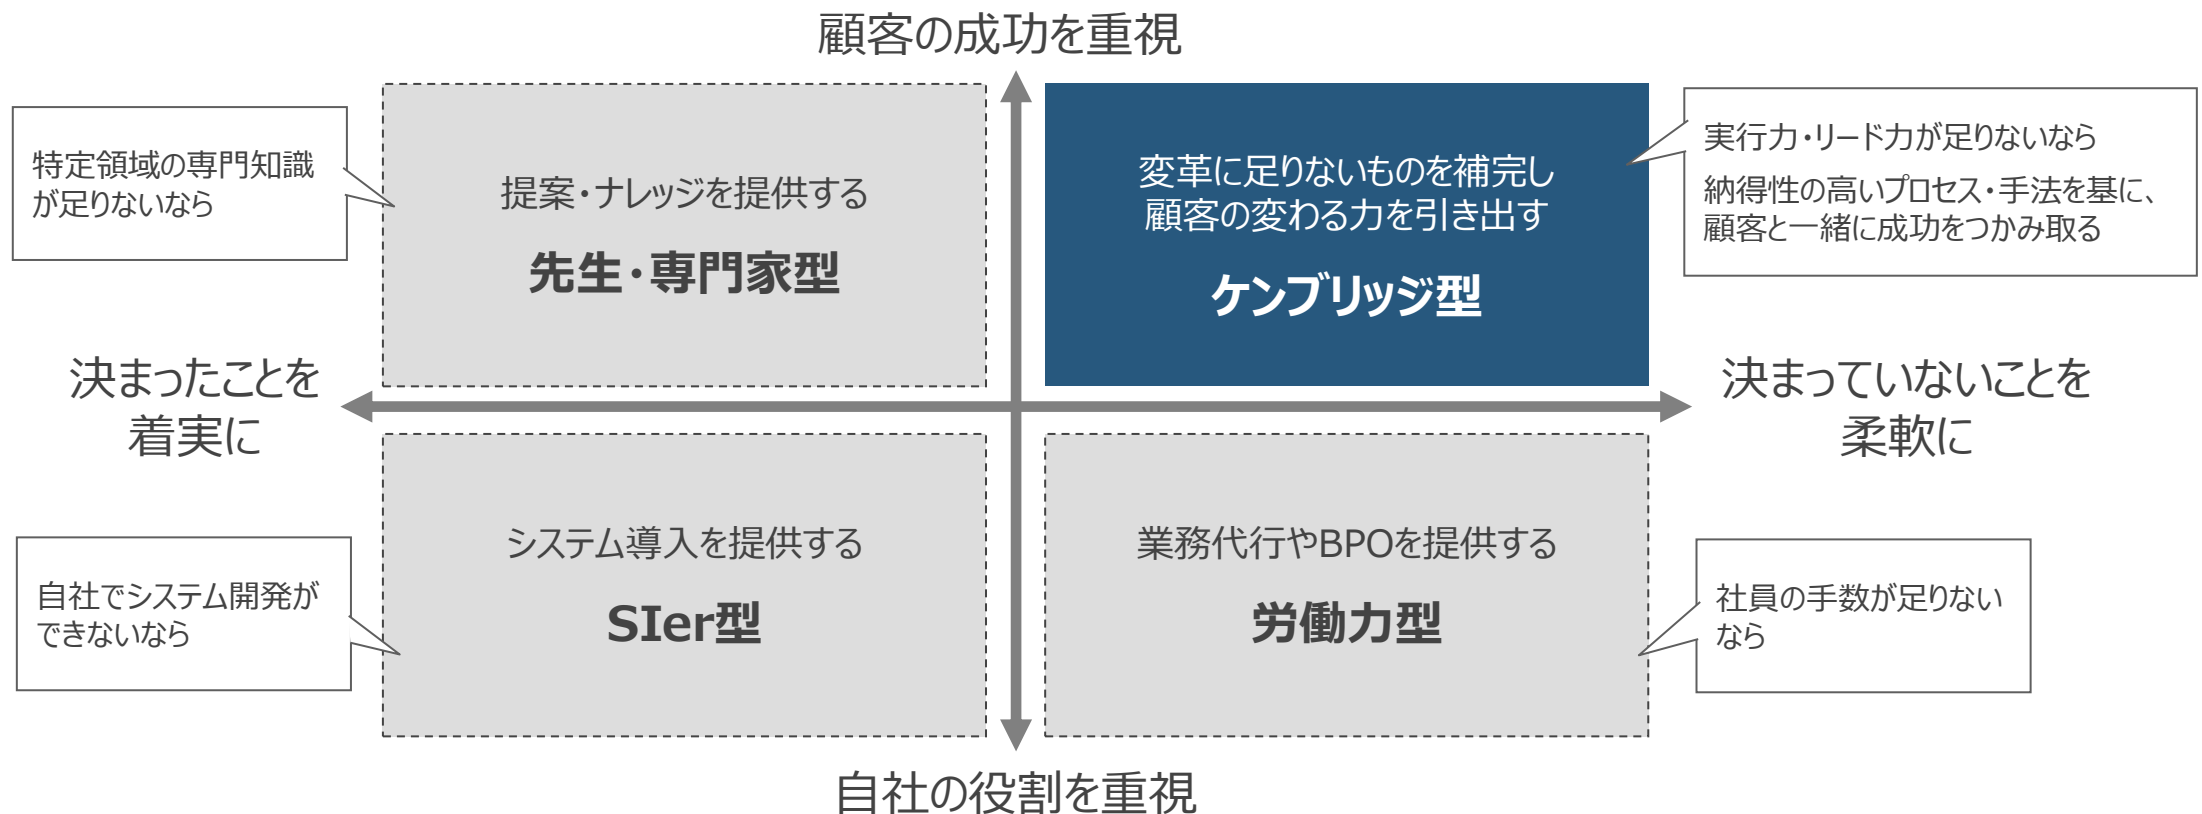 顧客の成功を重視
特定領域の専門知識
が足りないなら
提案・ナレッジを提供する
先生・専門家型
変革に足りないものを補完し
顧客の変わる力を引き出す
ケンブリッジ型
実行力・リード力が足りないなら
納得性の高いプロセス・手法を基に、
顧客と一緒に成功をつかみ取る
決まったことを
着実に
決まっていないことを
柔軟に
自社でシステム開発が
できないなら
システム導入を提供する
SIer型
業務代行やBPOを提供する
労働力型
社員の手数が足りない
なら
自社の役割を重視